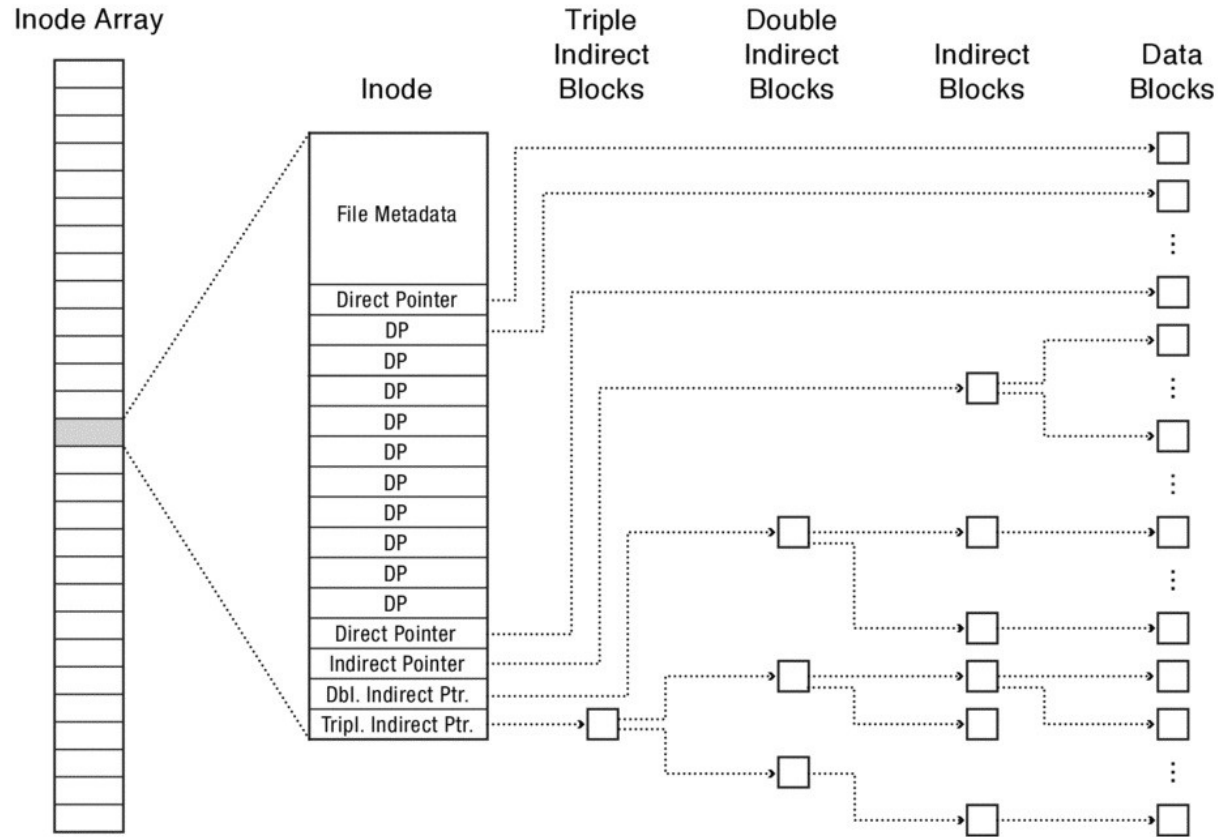 Inode Array
Inode
Triple
Indirect
Blocks
Double
Indirect
Blocks
Indirect
Blocks
Data
Blocks
File Metadata
Direct Pointer
DP
DP
DP
DP
DP
DP
DP
DP
DP
DP
Direct Pointer
Indirect Pointer
Dbl. Indirect Ptr.
Tripl. Indirect Ptr.